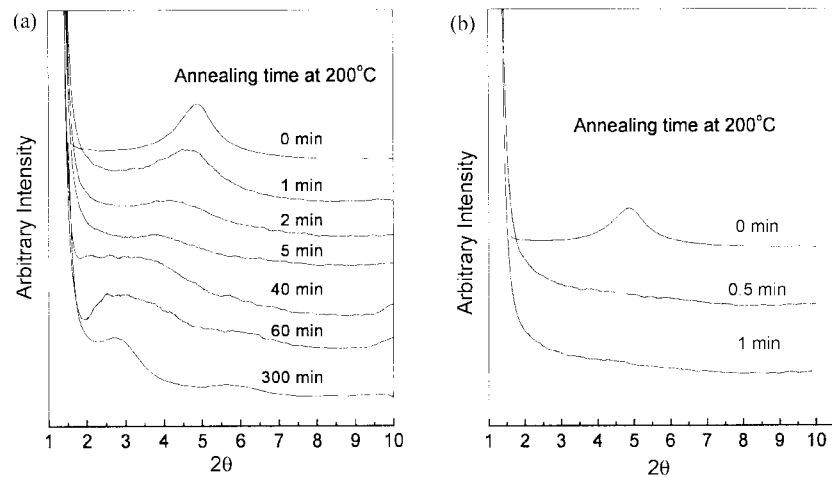 (a)
Annealing time at 200°C
0 min
1 min
2 min
5 min
40 min
60 min
300 min
Arbitrary Intensity
1 2 3 4 5 6 7 8 9 10
2θ
(b)
Annealing time at 200°C
0 min
0.5 min
1 min
Arbitrary Intensity
1 2 3 4 5 6 7 8 9 10
2θ